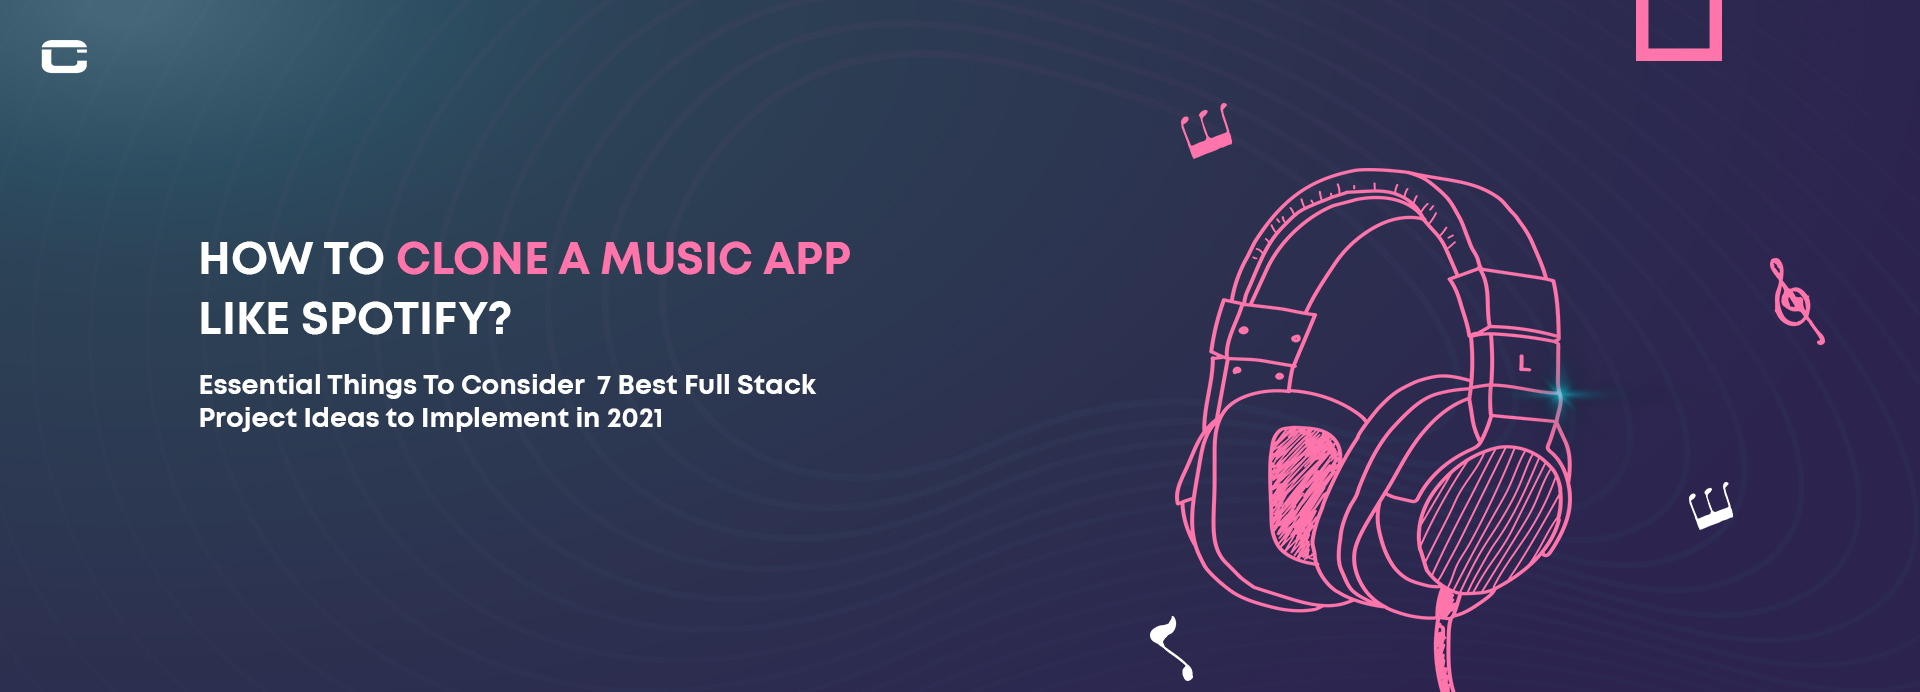 HOW TO CLONE A MUSIC APP
LIKE SPOTIFY?
Essential Things To Consider  7 Best Full Stack
Project Ideas to Implement in 2021
L